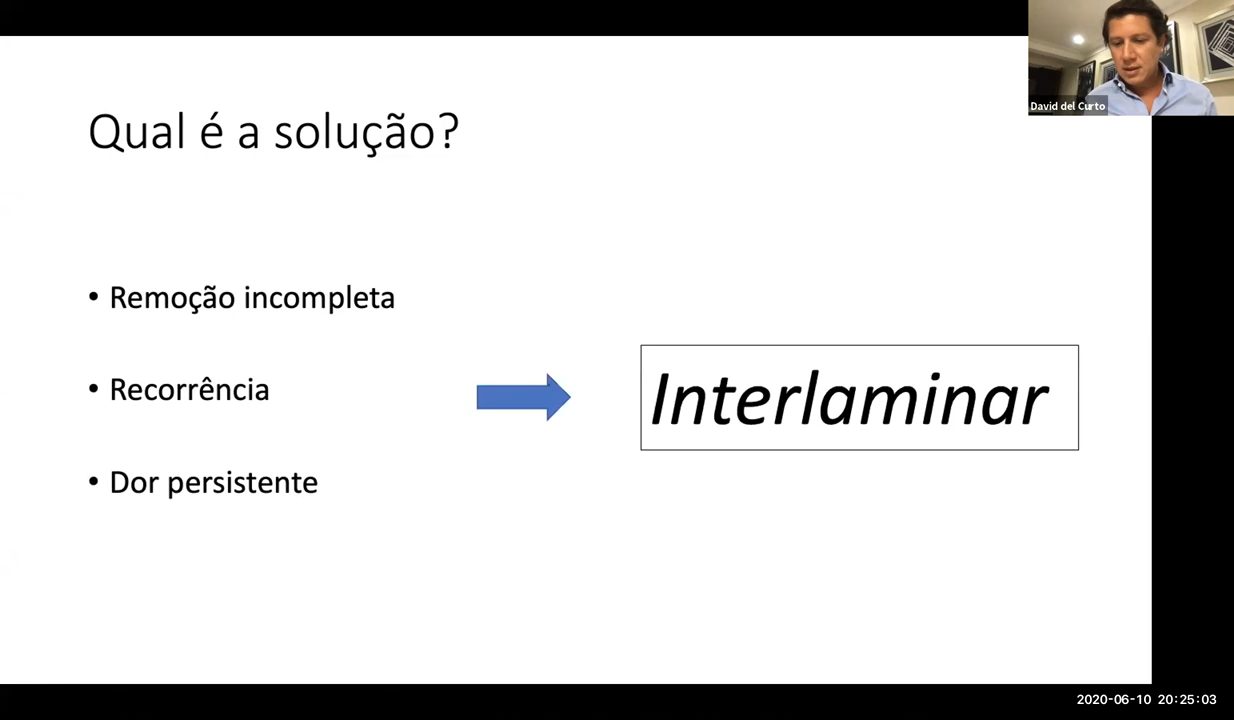 David del Curto
Qual é a solução?
• Remoção incompleta
• Recorrência
• Dor persistente
Interlaminar
2020-06-10 20:25:03